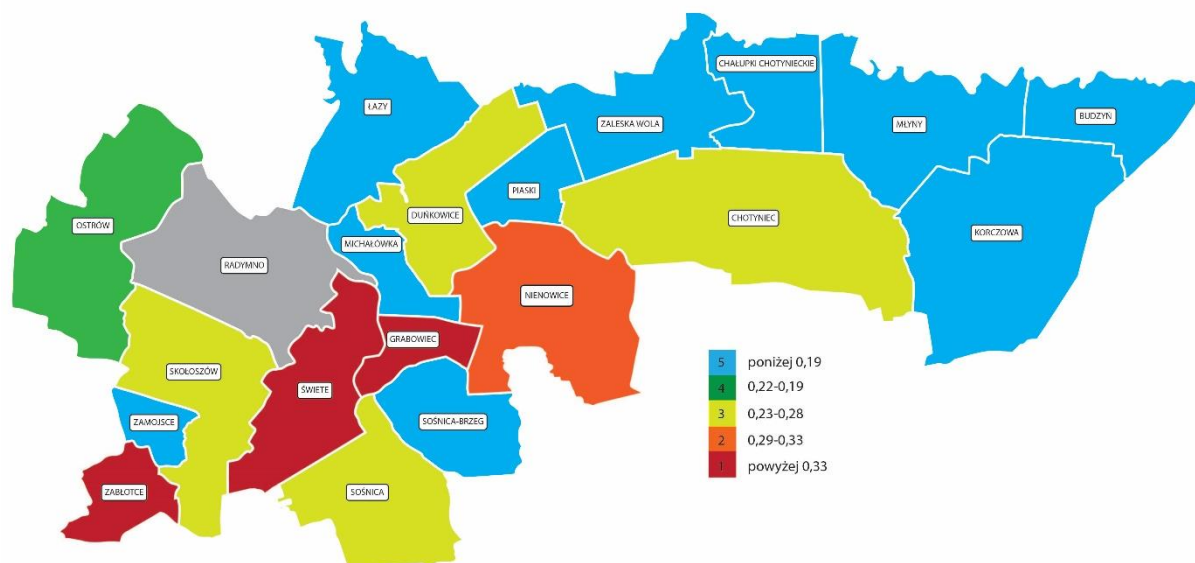 CHAŁUPKI CHOTYNIECKIE
ŁAZY
ZALESKA WOLA
MŁYNY
BUDZYŃ
PIASKI
DUŃKOWICE
CHOTYNIEC
OSTRÓW
KORCZOWA
MICHAŁÓWKA
RADYMNO
NIENOWICE
GRABOWIEC
SKOŁOSZÓW
ŚWIETE
ZAMOJSCE
SOŚNICA-BRZEG
ZABŁOTCE
SOŚNICA
5 poniżej 0,19
4 0,22-0,19
3 0,23-0,28
2 0,29-0,33
1 powyżej 0,33